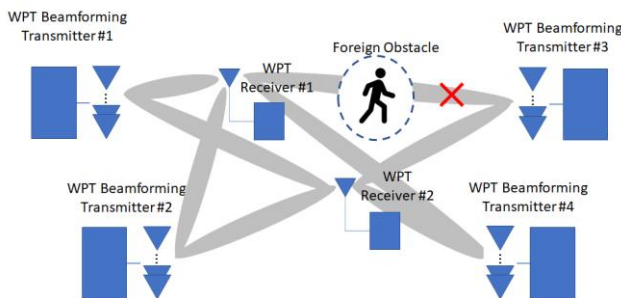 WPT Beamforming
Transmitter#1
WPT
Receiver #1
Foreign Obstacle
WPT Beamforming
Transmitter#3
WPT Beamforming
Transmitter#2
WPT
Receiver #2
WPT Beamforming
Transmitter#4